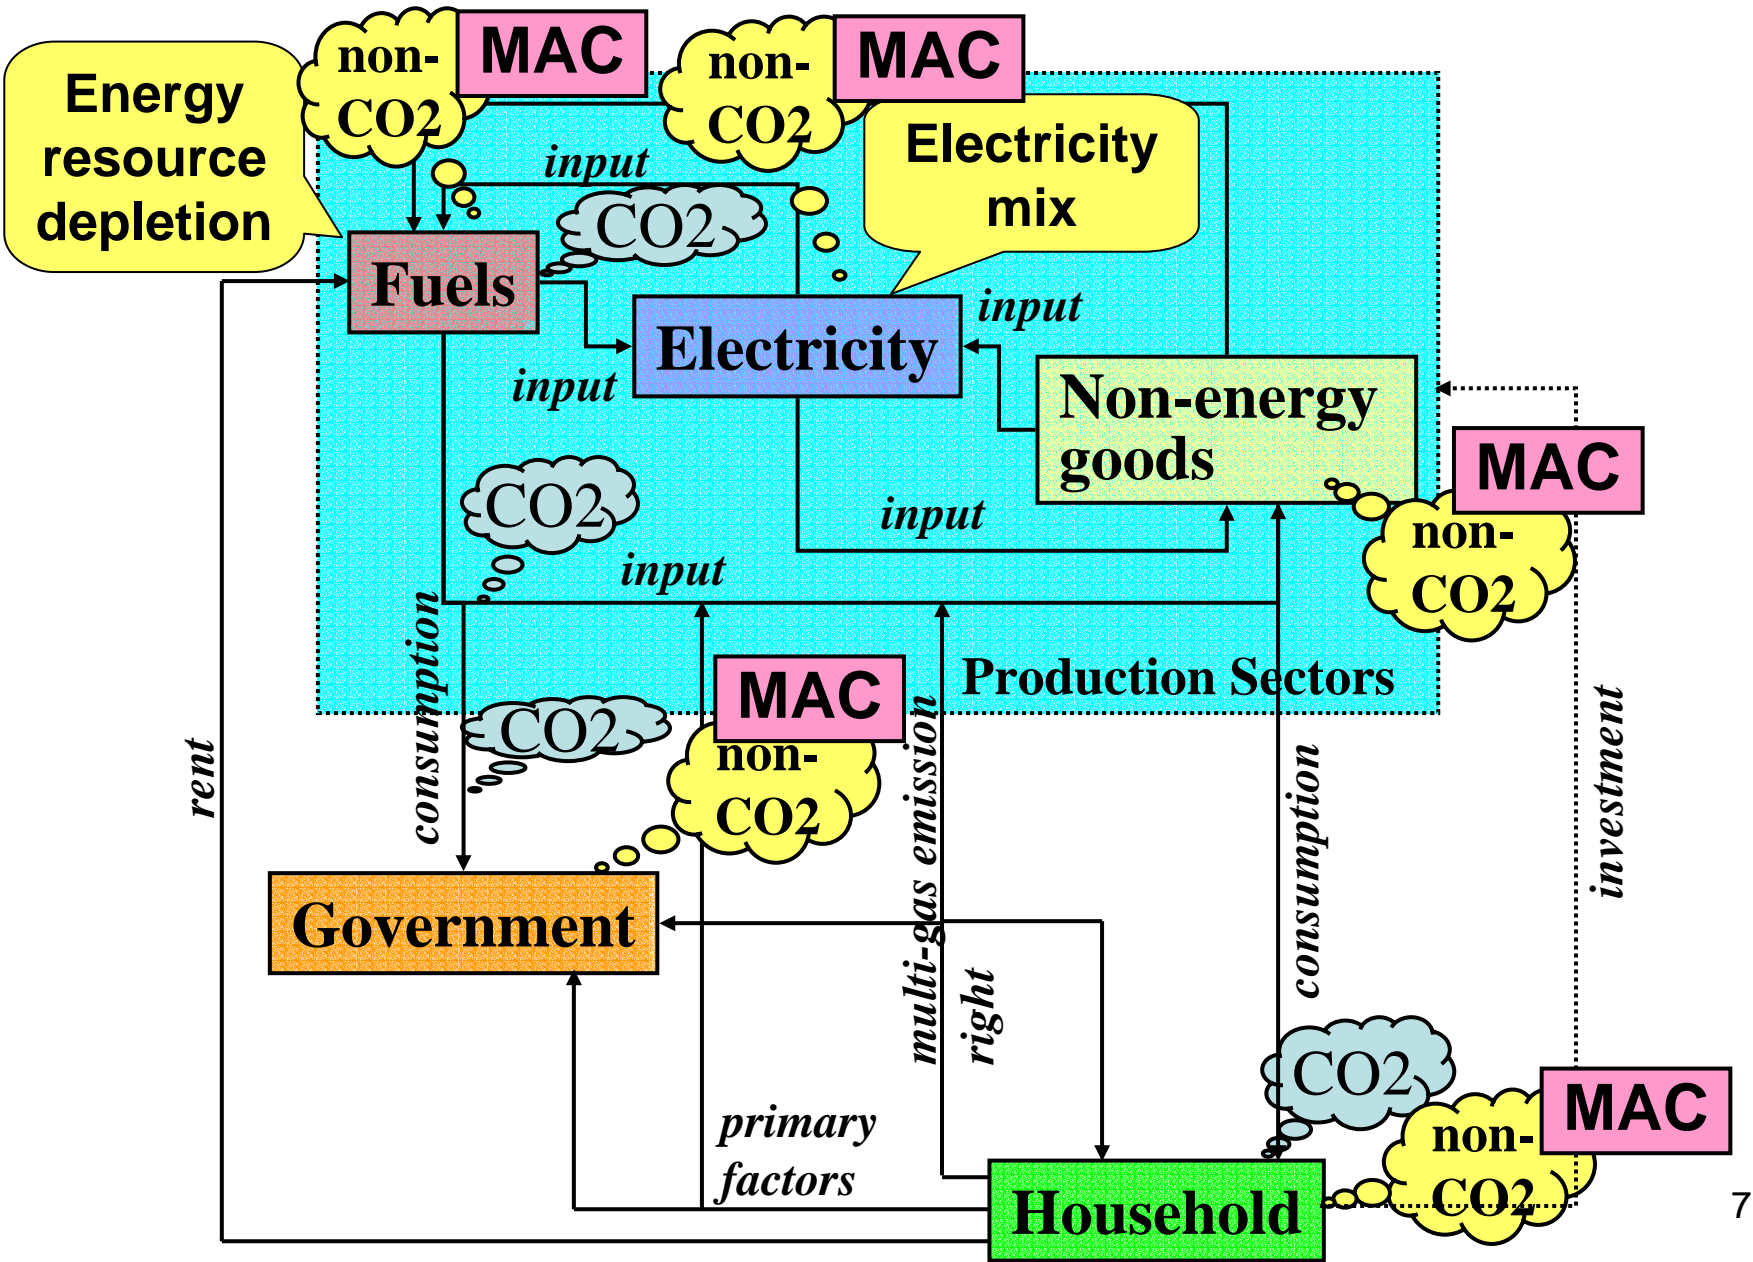 non-
CO2
MAC
non-
CO2
MAC
Energy
resource
depletion
Electricity
mix
input
CO2
Fuels
input
Electricity
input
Non-energy
goods
MAC
non-
CO2
CO2
input
input
consumption
Production Sectors
MAC
non-
CO2
CO2
multi-gas emission
right
rent
consumption
investment
Government
CO2
primary
factors
MAC
non-
CO2
Household
7